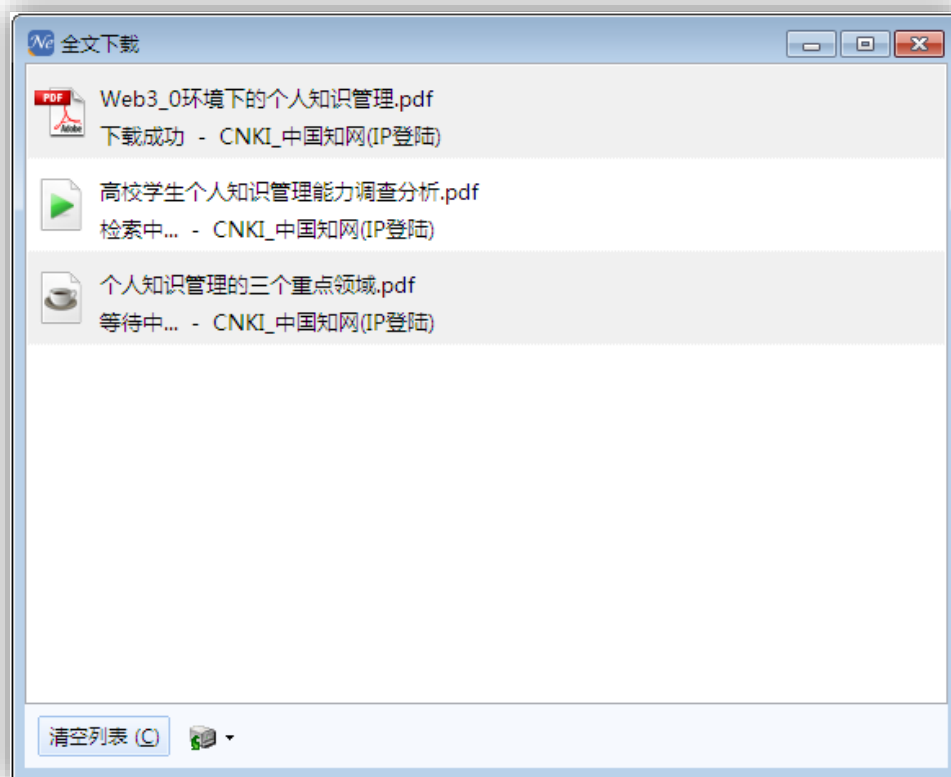 Ne 全文下载
PDF
Adobe
Web3_0环境下的个人知识管理.pdf
下载成功 - CNKI_中国知网(IP登陆)
高校学生个人知识管理能力调查分析.pdf
检索中... - CNKI_中国知网(IP登陆)
个人知识管理的三个重点领域.pdf
等待中... - CNKI_中国知网(IP登陆)
清空列表 (C)